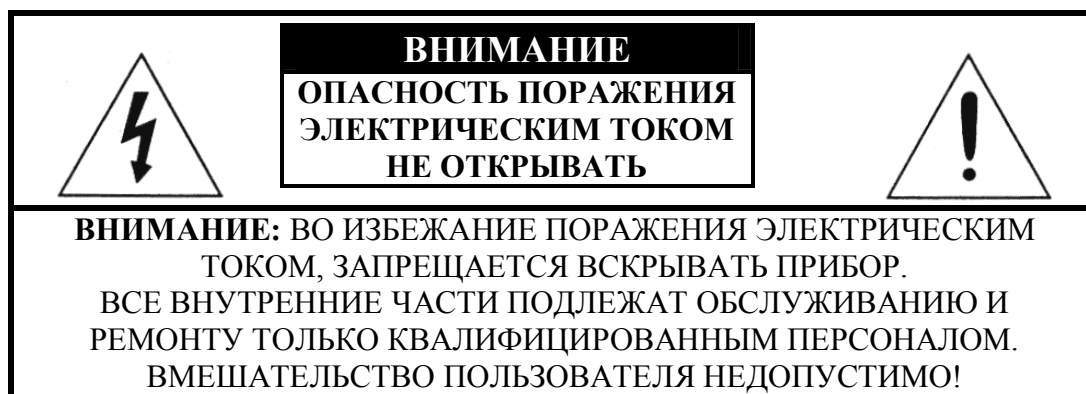 ВНИМАНИЕ
ОПАСНОСТЬ ПОРАЖЕНИЯ
ЭЛЕКТРИЧЕСКИМ ТОКОМ
НЕ ОТКРЫВАТЬ
ВНИМАНИЕ: ВО ИЗБЕЖАНИЕ ПОРАЖЕНИЯ ЭЛЕКТРИЧЕСКИМ
ТОКОМ, ЗАПРЕЩАЕТСЯ ВСКРЫВАТЬ ПРИБОР.
ВСЕ ВНУТРЕННИЕ ЧАСТИ ПОДЛЕЖАТ ОБСЛУЖИВАНИЮ И
РЕМОНТУ ТОЛЬКО КВАЛИФИЦИРОВАННЫМ ПЕРСОНАЛОМ.
ВМЕШАТЕЛЬСТВО ПОЛЬЗОВАТЕЛЯ НЕДОПУСТИМО!